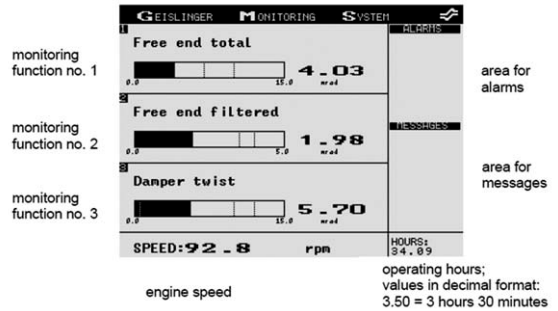 GEISLINGER MONITORING SYSTEM
1
ALARMS
Free end total
4.03
0.0 15.0 mrad
2
MESSAGES
Free end filtered
1.98
0.0 5.0 mrad
3
Damper twist
5.70
0.0 15.0 mrad
SPEED:92.8 rpm
HOURS:
34.09
monitoring
function no. 1
monitoring
function no. 2
monitoring
function no. 3
area for
alarms
area for
messages
engine speed
operating hours;
values in decimal format:
3.50 = 3 hours 30 minutes